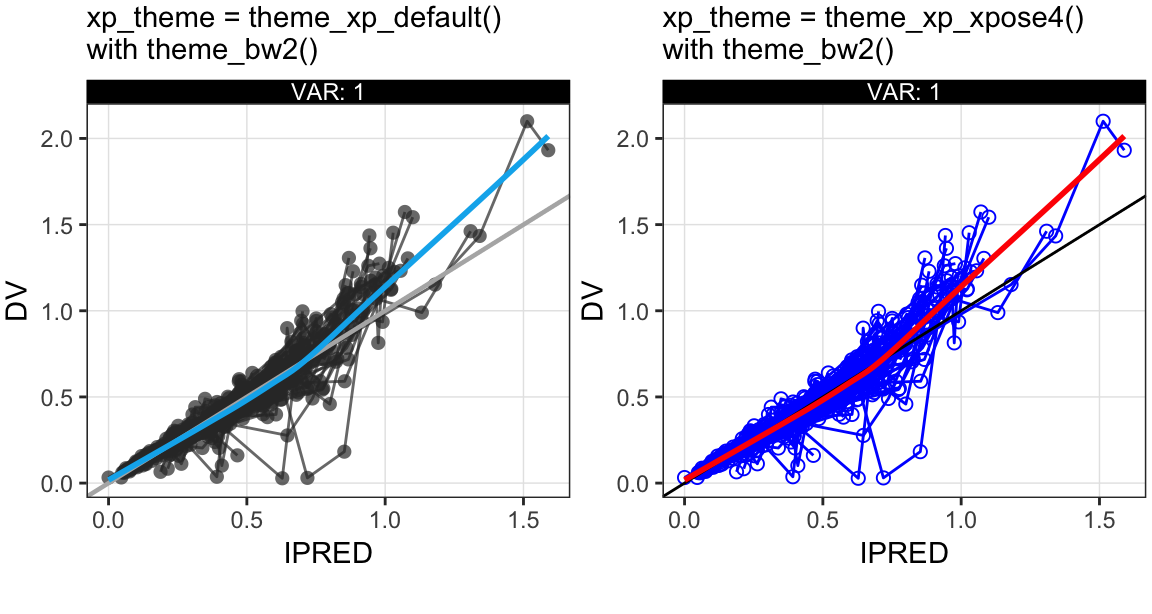 xp_theme = theme_xp_default()
with theme_bw2()
VAR: 1
DV
2.0
1.5
1.0
0.5
0.0
0.0 0.5 1.0 1.5
IPRED
xp_theme = theme_xp_xpose4()
with theme_bw2()
VAR: 1
DV
2.0
1.5
1.0
0.5
0.0
0.0 0.5 1.0 1.5
IPRED